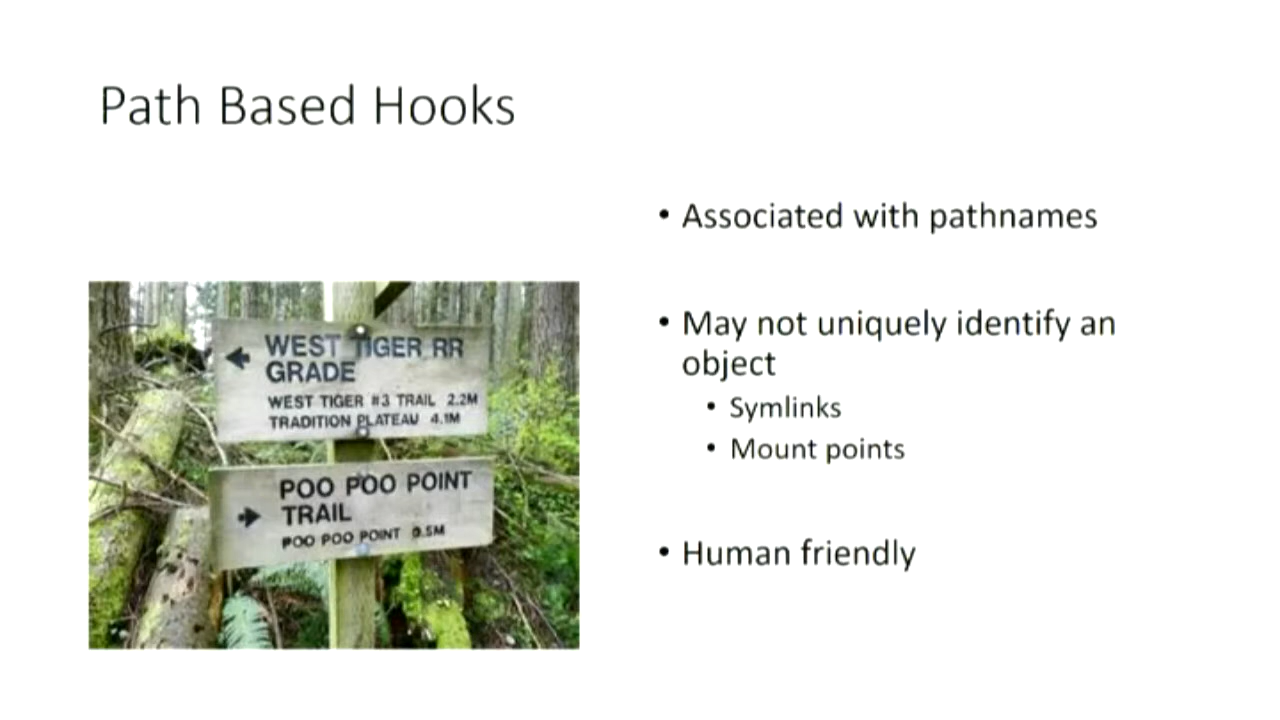 Path Based Hooks
WEST TIGER RR
GRADE
WEST TIGER #3 TRAIL 2.2M
TRADITION PLATEAU 4.1M
POO POO POINT
TRAIL
POO POO POINT 0.5M
• Associated with pathnames
• May not uniquely identify an
object
• Symlinks
• Mount points
• Human friendly